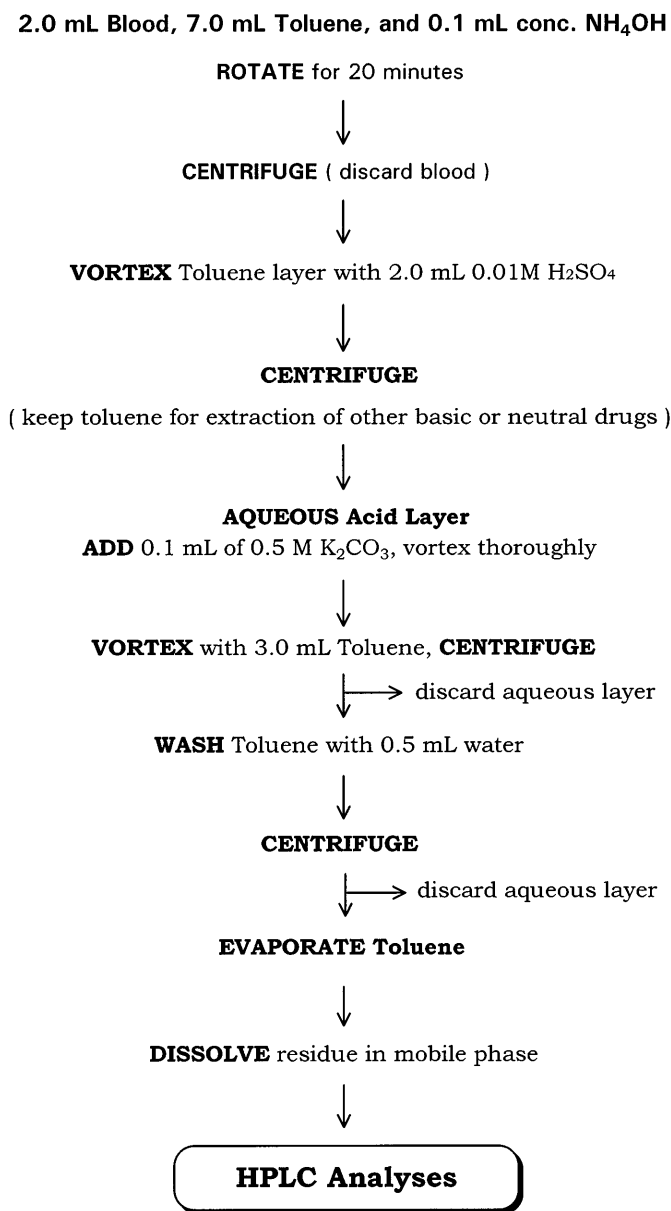 2.0 mL Blood, 7.0 mL Toluene, and 0.1 mL conc. NH₄OH
ROTATE for 20 minutes
CENTRIFUGE ( discard blood )
VORTEX Toluene layer with 2.0 mL 0.01M H₂SO₄
CENTRIFUGE
( keep toluene for extraction of other basic or neutral drugs )
AQUEOUS Acid Layer
ADD 0.1 mL of 0.5 M K₂CO₃, vortex thoroughly
VORTEX with 3.0 mL Toluene, CENTRIFUGE
discard aqueous layer
WASH Toluene with 0.5 mL water
CENTRIFUGE
discard aqueous layer
EVAPORATE Toluene
DISSOLVE residue in mobile phase
HPLC Analyses